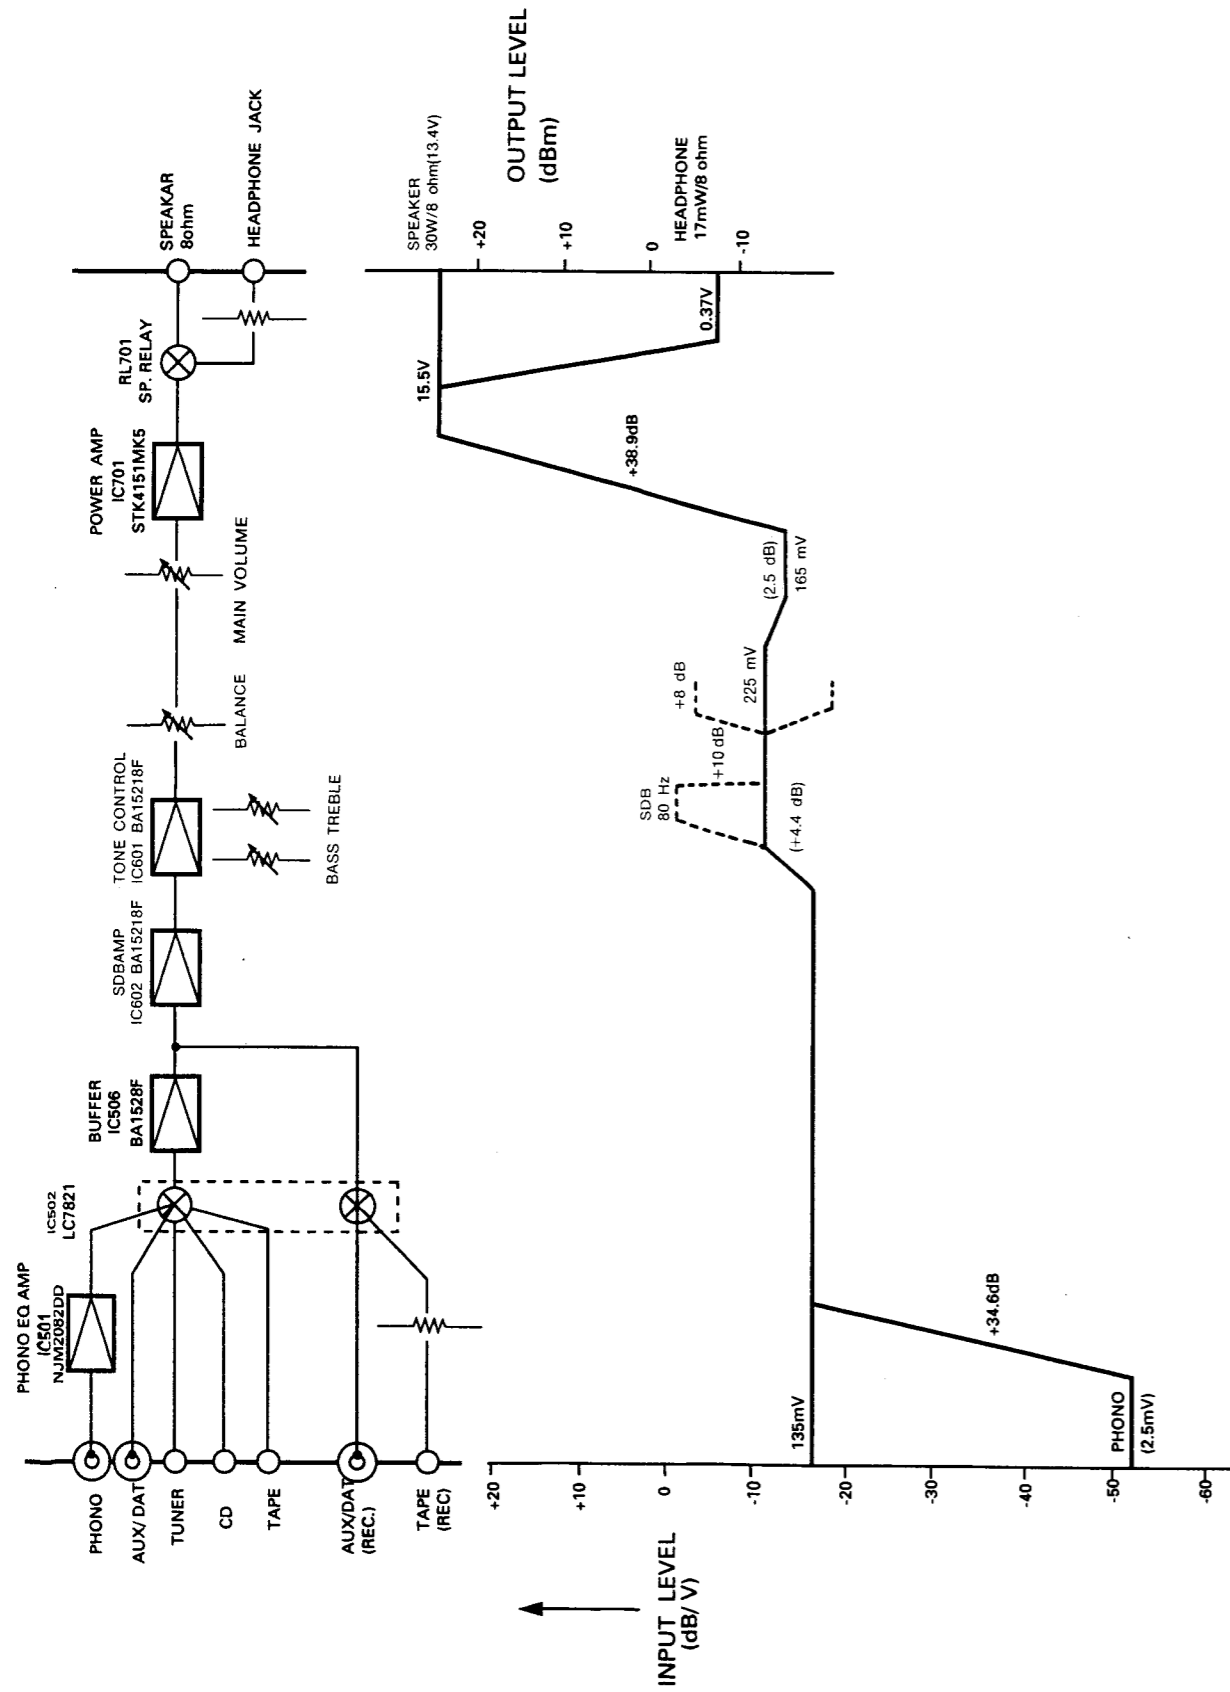 PHONO EQ AMP
IC501
NJM2082DD
IC502
LC7821
BUFFER
IC506
BA1528F
SDBAMP
IC602 BA15218F
TONE CONTROL
IC601 BA15218F
BASS TREBLE
BALANCE
MAIN VOLUME
POWER AMP
IC701
STK4151MK5
RL701
SP. RELAY
SPEAKAR
8ohm
HEADPHONE JACK
PHONO
AUX/DAT
TUNER
CD
TAPE
AUX/DAT
(REC.)
TAPE
(REC)
INPUT LEVEL
(dB/V)
+20
+10
0
-10
-20
-30
-40
-50
-60
135mV
PHONO
(2.5mV)
+34.6dB
SDB
80 Hz
+10 dB
(+4.4 dB)
+8 dB
225 mV
(2.5 dB)
165 mV
+38.9dB
15.5V
0.37V
SPEAKER
30W/8 ohm(13.4V)
+20
+10
0
HEADPHONE
17mW/8 ohm
-10
OUTPUT LEVEL
(dBm)